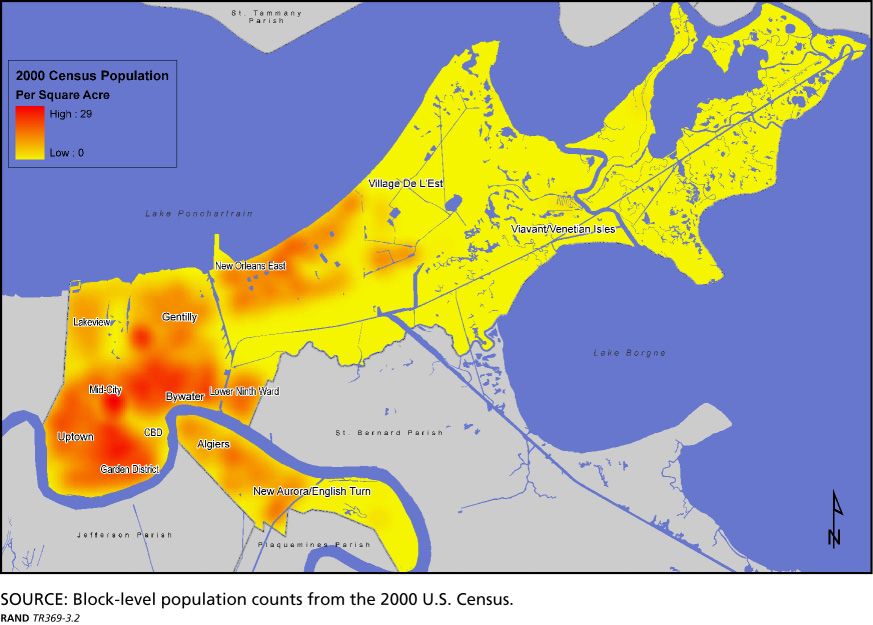 St. Tammany
Parish
2000 Census Population
Per Square Acre
High : 29
Low : 0
Village De L'Est
Lake Ponchartrain
Viavant/Venetian Isles
New Orleans East
Lakeview
Gentilly
Lake Borgne
Mid-City
Bywater
Lower Ninth Ward
Uptown
CBD
St. Bernard Parish
Algiers
Garden District
New Aurora/English Turn
Jefferson Parish
Plaquemines Parish
N
SOURCE: Block-level population counts from the 2000 U.S. Census.
RAND TR369-3.2